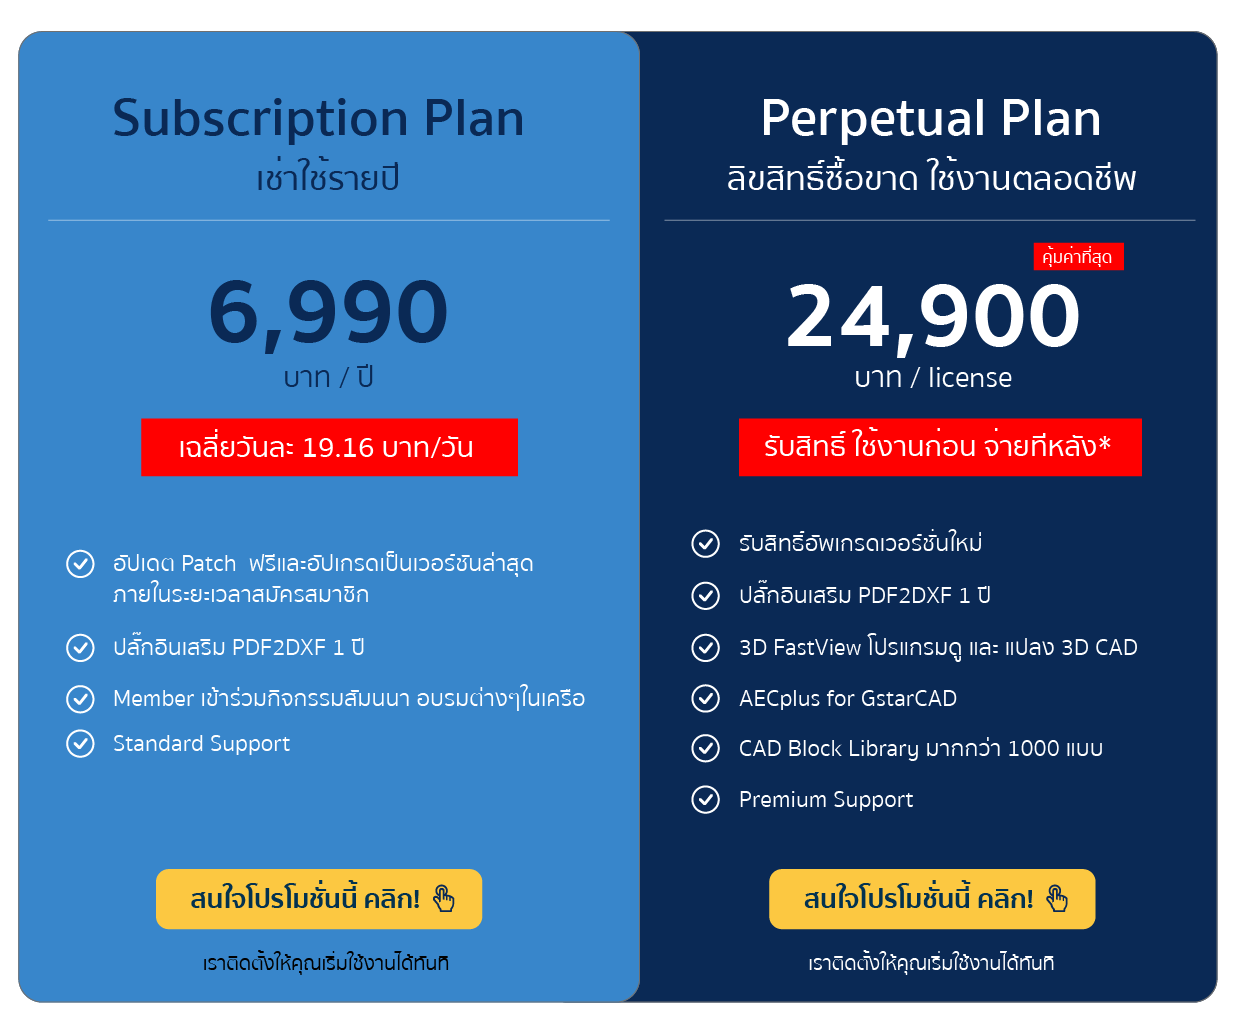 Subscription Plan
เช่าใช้รายปี
6,990
บาท / ปี
เฉลี่ยวันละ 19.16 บาท/วัน
อัปเดต Patch ฟรีและอัปเกรดเป็นเวอร์ชันล่าสุด
ภายในระยะเวลาสมัครสมาชิก
ปลั๊กอินเสริม PDF2DXF 1 ปี
Member เข้าร่วมกิจกรรมสัมนนา อบรมต่างๆในเครือ
Standard Support
สนใจโปรโมชั่นนี้ คลิก!
เราติดตั้งให้คุณเริ่มใช้งานได้ทันที
Perpetual Plan
ลิขสิทธิ์ซื้อขาด ใช้งานตลอดชีพ
คุ้มค่าที่สุด
24,900
บาท / license
รับสิทธิ์ ใช้งานก่อน จ่ายทีหลัง*
รับสิทธิ์อัพเกรดเวอร์ชั่นใหม่
ปลั๊กอินเสริม PDF2DXF 1 ปี
3D FastView โปรแกรมดู และ แปลง 3D CAD
AECplus for GstarCAD
CAD Block Library มากกว่า 1000 แบบ
Premium Support
สนใจโปรโมชั่นนี้ คลิก!
เราติดตั้งให้คุณเริ่มใช้งานได้ทันที